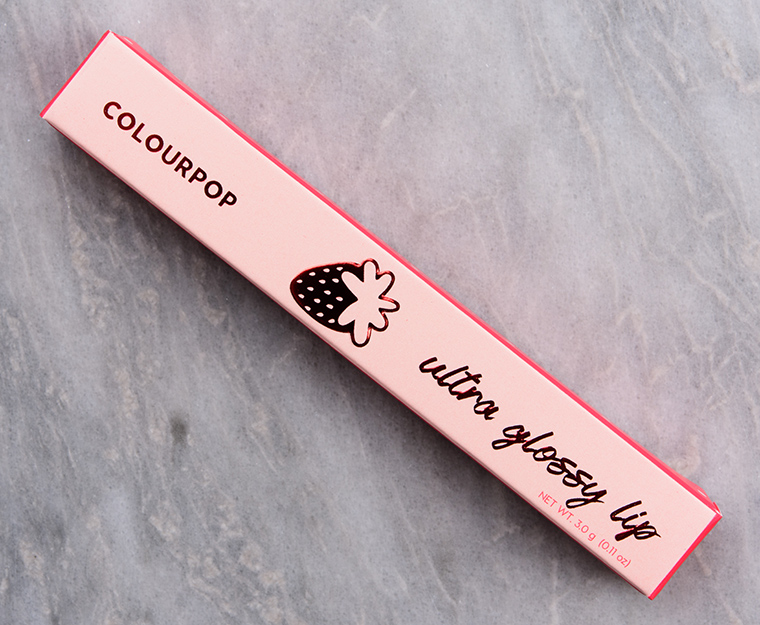 COLOURPOP
ultra glossy lip
NET WT. 3.0 g (0.11 oz)